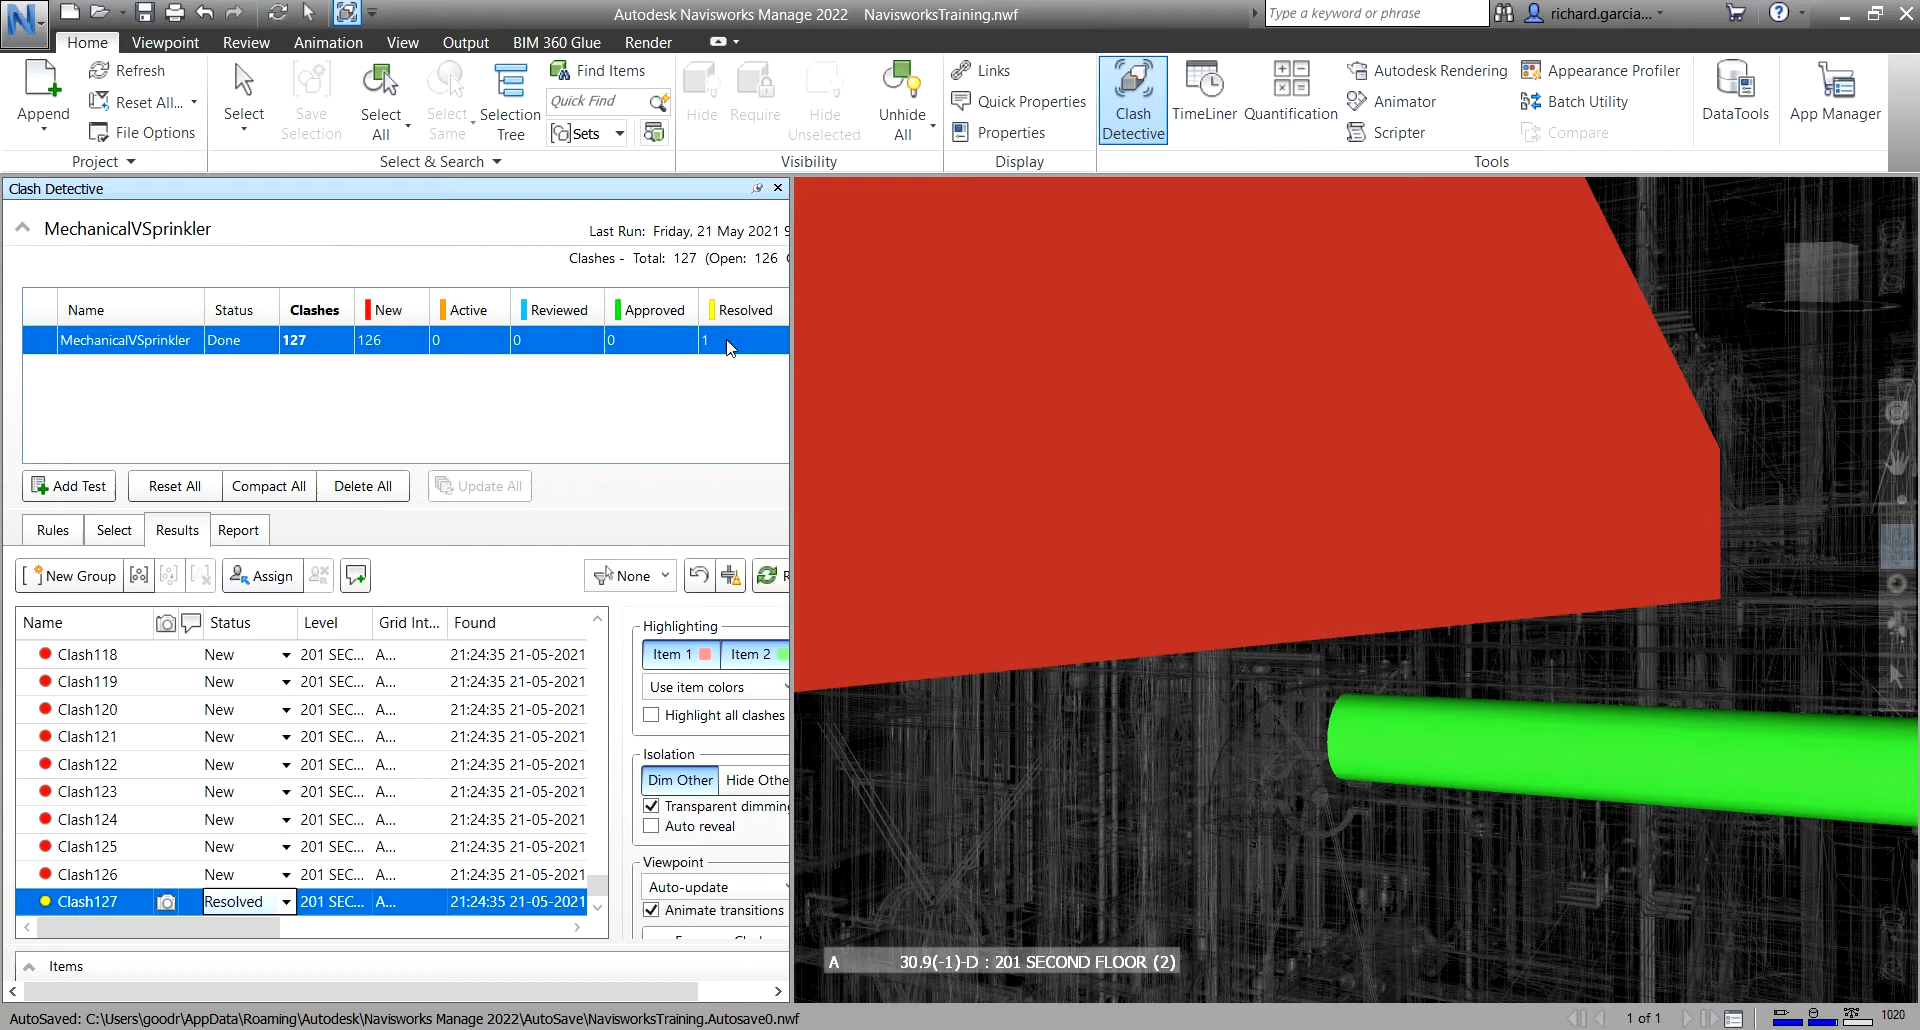 Autodesk Navisworks Manage 2022 NavisworksTraining.nwf
Type a keyword or phrase
richard.garcia...
Home Viewpoint Review Animation View Output BIM 360 Glue Render
Append
Refresh
Reset All...
File Options
Project
Select
Save Selection
Select All
Select Same
Selection Tree
Find Items
Quick Find
Sets
Select & Search
Hide
Require
Hide Unselected
Unhide All
Visibility
Links
Quick Properties
Properties
Display
Clash Detective
TimeLiner
Quantification
Autodesk Rendering
Animator
Scripter
Appearance Profiler
Batch Utility
Compare
Tools
DataTools
App Manager
Clash Detective
MechanicalVSprinkler
Last Run: Friday, 21 May 2021 9
Clashes - Total: 127 (Open: 126
Name Status Clashes New Active Reviewed Approved Resolved
MechanicalVSprinkler Done 127 126 0 0 0 1
Add Test Reset All Compact All Delete All Update All
Rules Select Results Report
New Group Assign None R
Name Status Level Grid Int... Found
Clash118 New 201 SEC... A... 21:24:35 21-05-2021
Clash119 New 201 SEC... A... 21:24:35 21-05-2021
Clash120 New 201 SEC... A... 21:24:35 21-05-2021
Clash121 New 201 SEC... A... 21:24:35 21-05-2021
Clash122 New 201 SEC... A... 21:24:35 21-05-2021
Clash123 New 201 SEC... A... 21:24:35 21-05-2021
Clash124 New 201 SEC... A... 21:24:35 21-05-2021
Clash125 New 201 SEC... A... 21:24:35 21-05-2021
Clash126 New 201 SEC... A... 21:24:35 21-05-2021
Clash127 Resolved 201 SEC... A... 21:24:35 21-05-2021
Highlighting
Item 1 Item 2
Use item colors
Highlight all clashes
Isolation
Dim Other Hide Othe
Transparent dimming
Auto reveal
Viewpoint
Auto-update
Animate transitions
Items
A 30.9(-1)-D : 201 SECOND FLOOR (2)
AutoSaved: C:\Users\goodr\AppData\Roaming\Autodesk\Navisworks Manage 2022\AutoSave\NavisworksTraining.Autosave0.nwf
1 of 1
1020